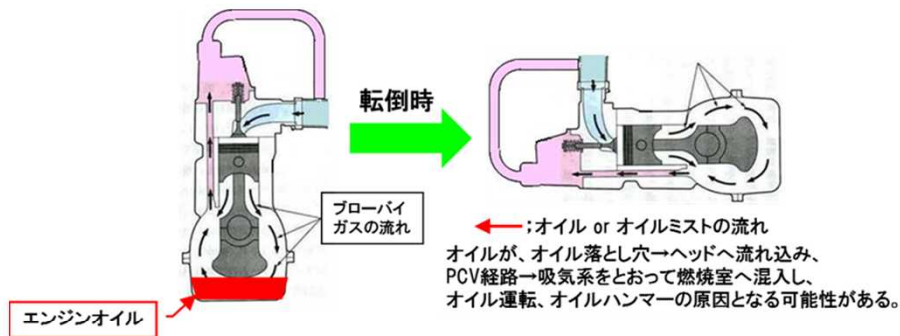 転倒時
ブローバイ
ガスの流れ
エンジンオイル
;オイル or オイルミストの流れ
オイルが、オイル落とし穴→ヘッドへ流れ込み、
PCV経路→吸気系をとおって燃焼室へ混入し、
オイル運転、オイルハンマーの原因となる可能性がある。